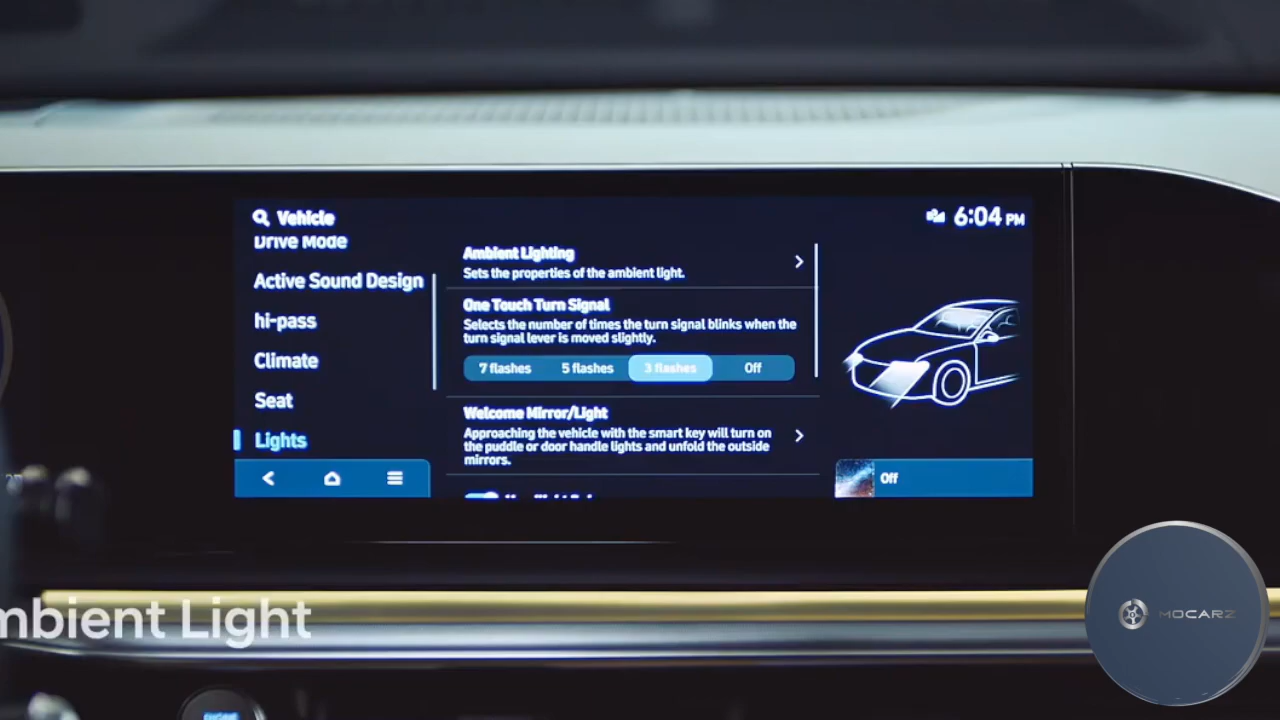 Vehicle
6:04 PM
Drive Mode
Active Sound Design
hi-pass
Climate
Seat
Lights
Ambient Lighting
Sets the properties of the ambient light.
One Touch Turn Signal
Selects the number of times the turn signal blinks when the
turn signal lever is moved slightly.
7 flashes 5 flashes 3 flashes Off
Welcome Mirror/Light
Approaching the vehicle with the smart key will turn on
the puddle or door handle lights and unfold the outside
mirrors.
Off
mbient Light
MOCARZ
ENGINE